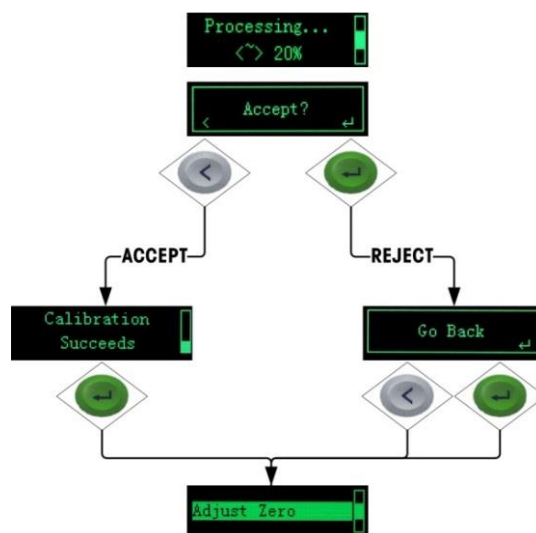 Processing...
<~> 20%
Accept?
< ↵
<
↵
ACCEPT
REJECT
Calibration
Succeeds
Go Back
↵
↵
<
↵
Adjust Zero